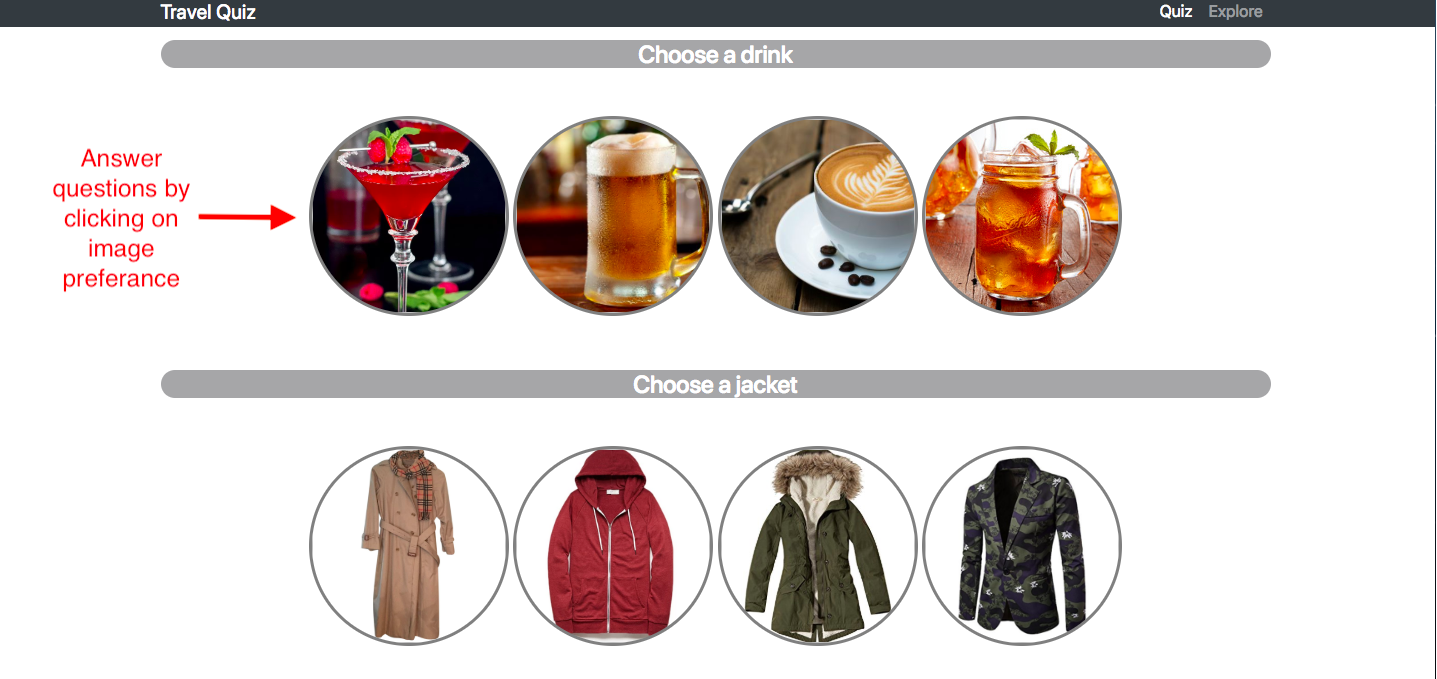 Travel Quiz
Quiz Explore
Choose a drink
Answer
questions by
clicking on
image
preferance
Choose a jacket